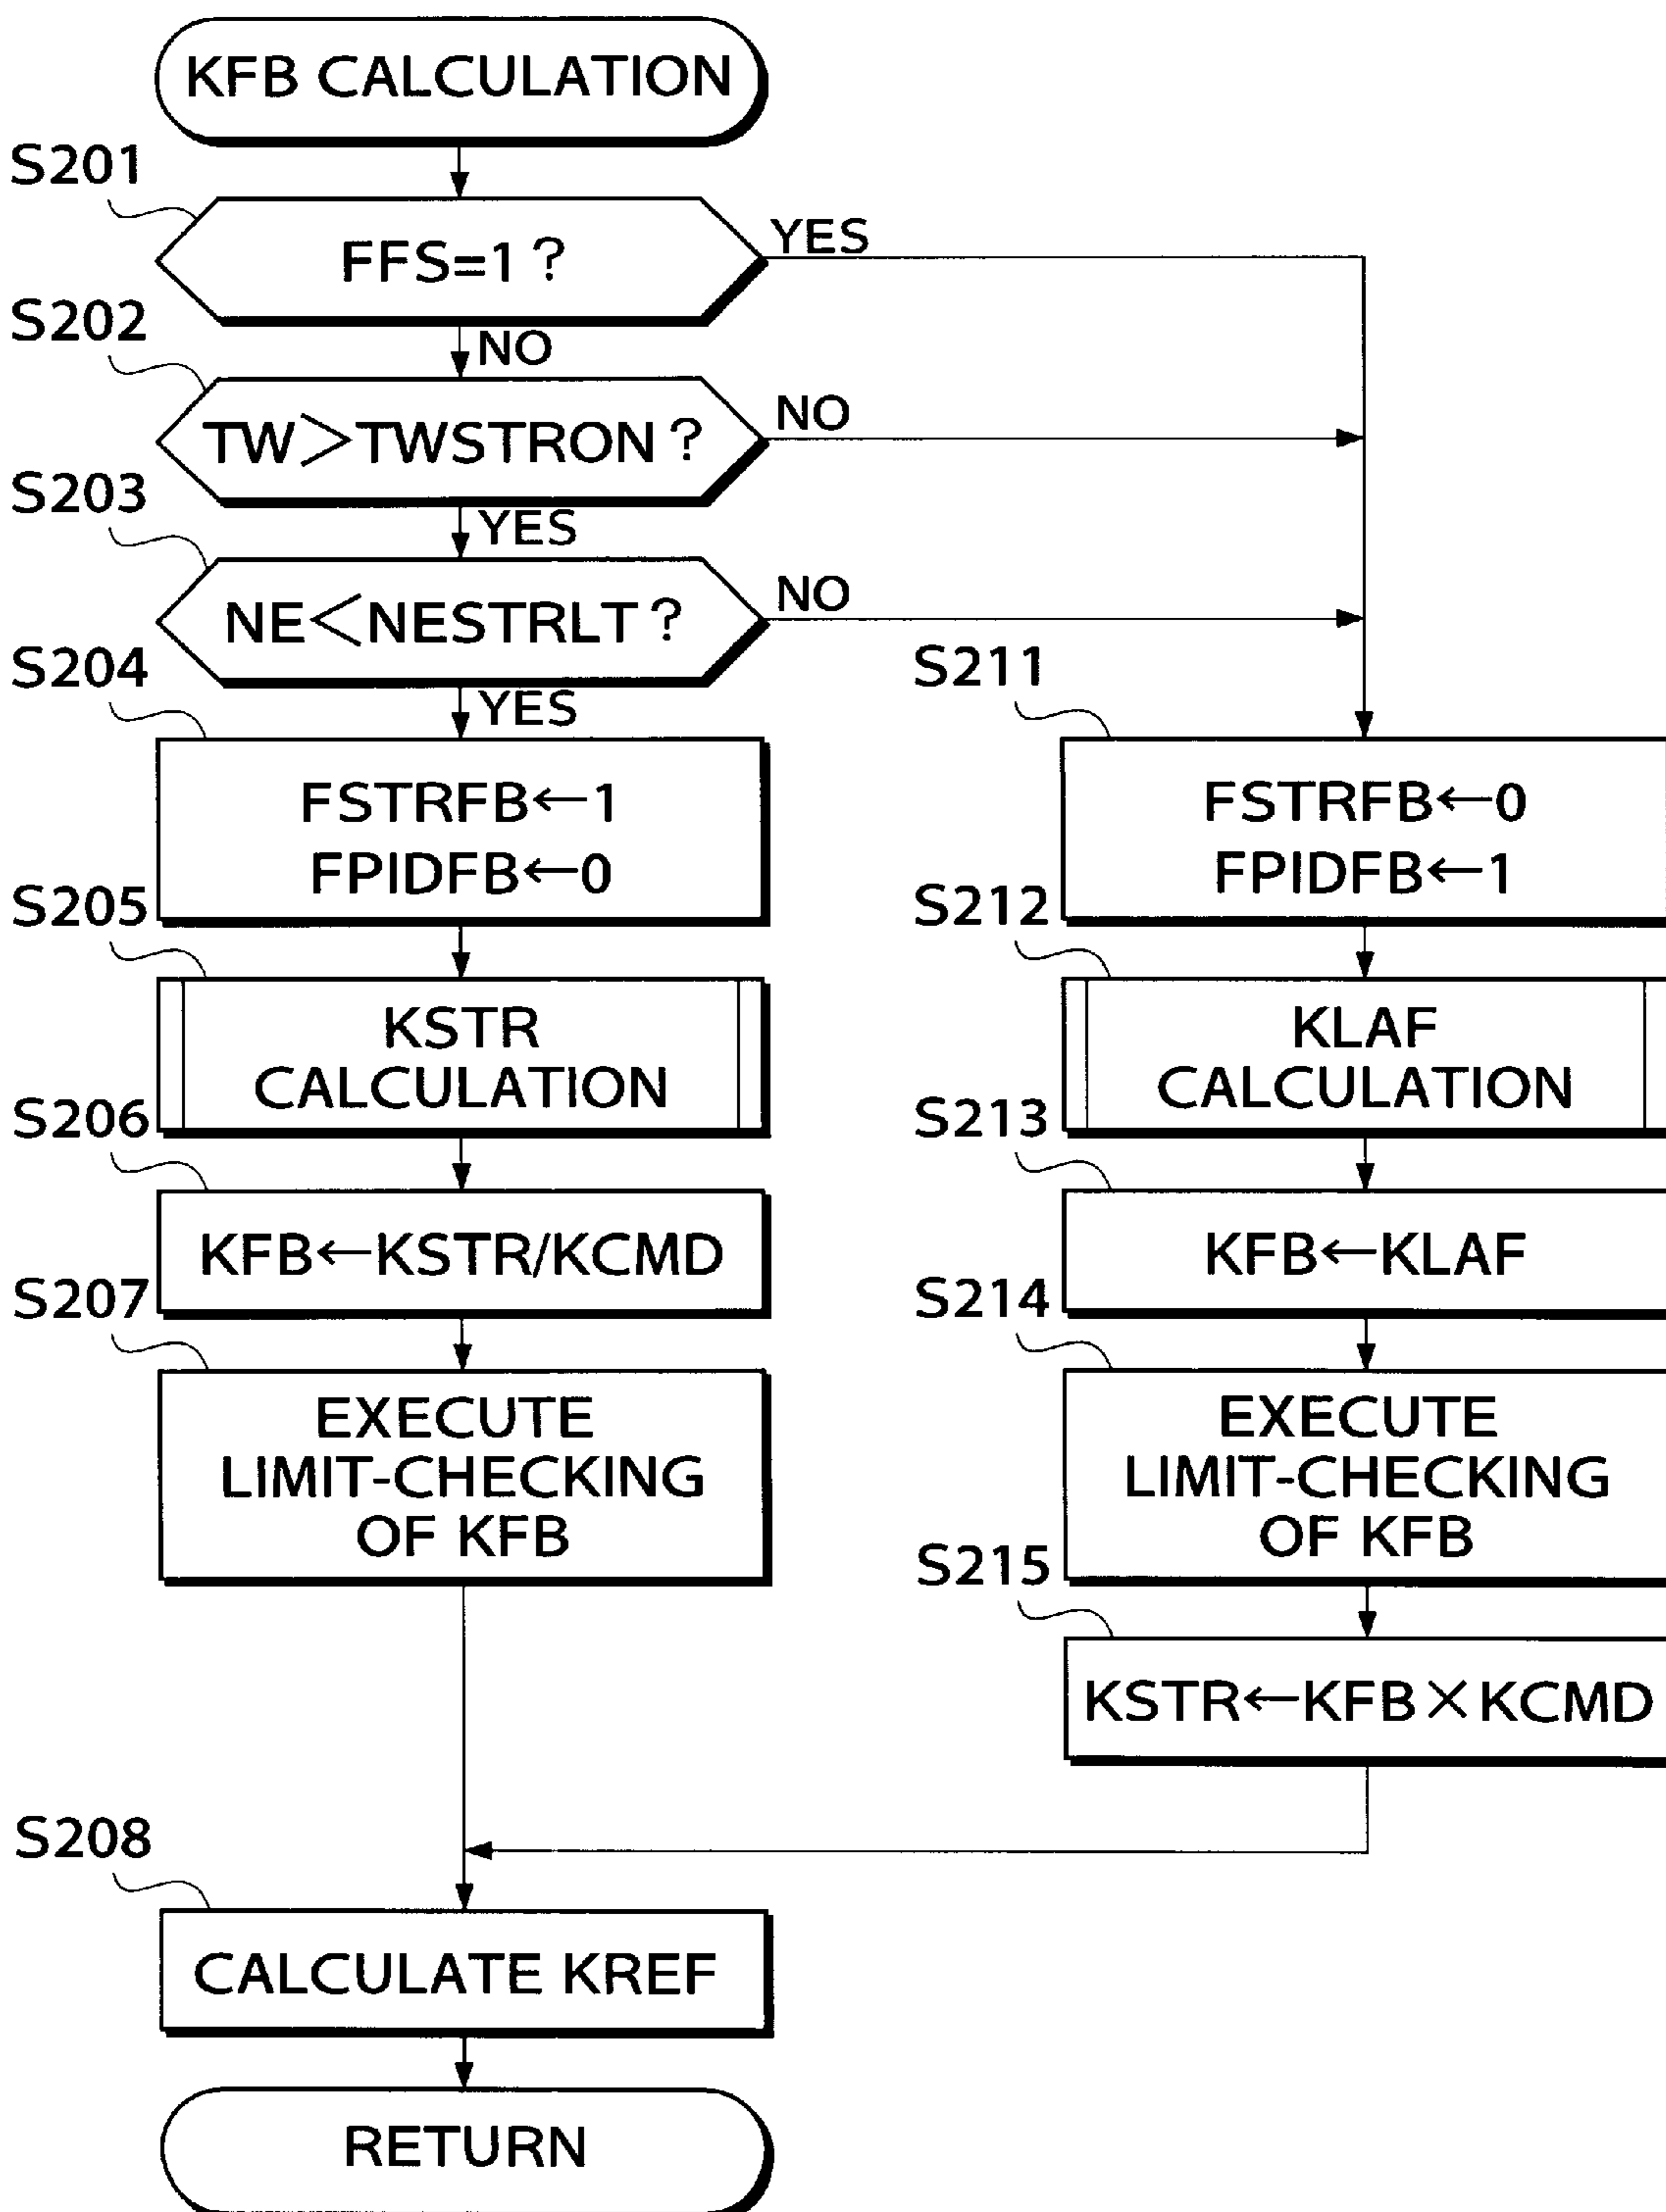 KFB CALCULATION
S201
FFS=1?
YES
NO
S202
TW>TWSTRON?
NO
YES
S203
NE<NESTRLT?
NO
YES
S204
FSTRFB←1
FPIDFB←0
S205
KSTR
CALCULATION
S206
KFB←KSTR/KCMD
S207
EXECUTE
LIMIT-CHECKING
OF KFB
S211
FSTRFB←0
FPIDFB←1
S212
KLAF
CALCULATION
S213
KFB←KLAF
S214
EXECUTE
LIMIT-CHECKING
OF KFB
S215
KSTR←KFB×KCMD
S208
CALCULATE KREF
RETURN